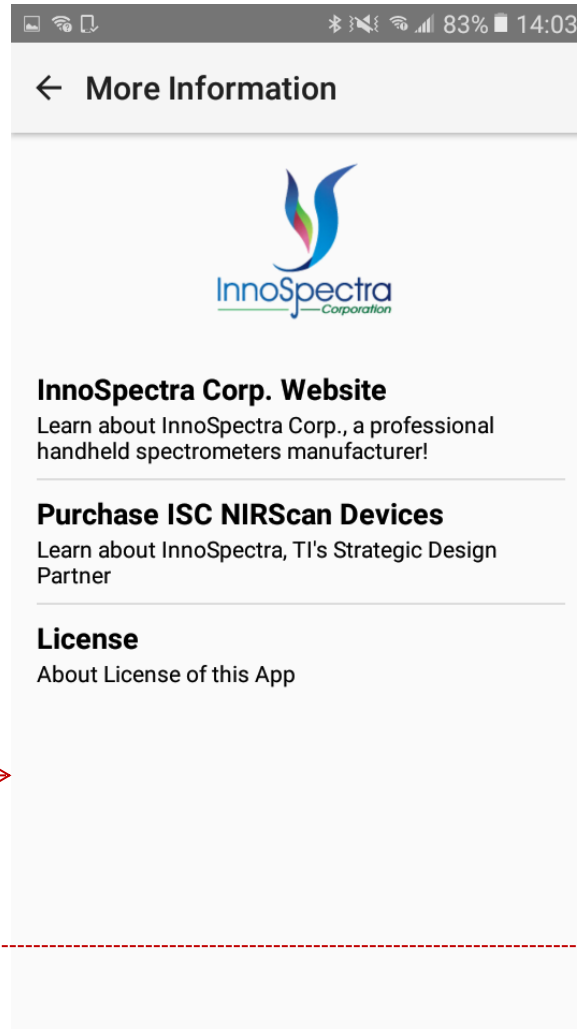 83% 14:03
More Information
InnoSpectra
Corporation
InnoSpectra Corp. Website
Learn about InnoSpectra Corp., a professional
handheld spectrometers manufacturer!
Purchase ISC NIRScan Devices
Learn about InnoSpectra, TI's Strategic Design
Partner
License
About License of this App